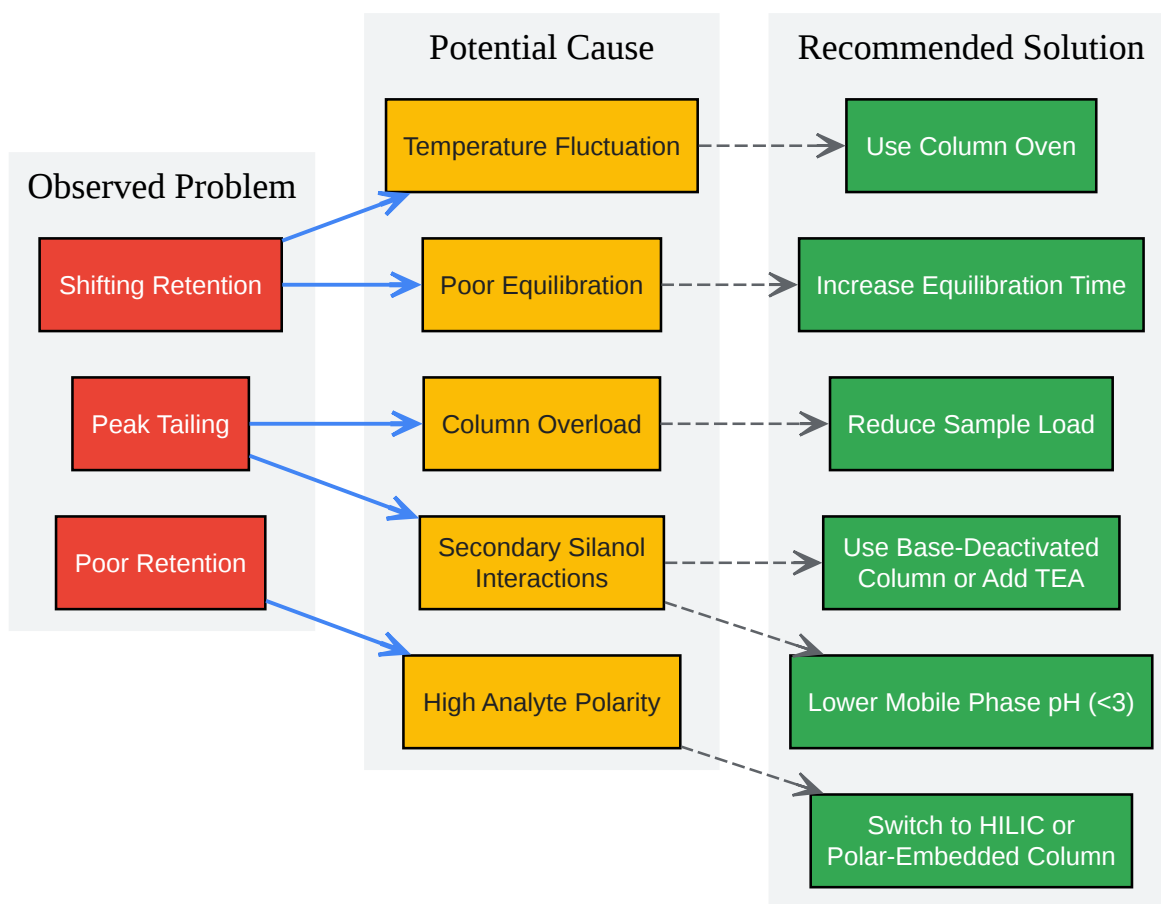 Observed Problem
Shifting Retention
Peak Tailing
Poor Retention
Potential Cause
Temperature Fluctuation
Poor Equilibration
Column Overload
Secondary Silanol
Interactions
High Analyte Polarity
Recommended Solution
Use Column Oven
Increase Equilibration Time
Reduce Sample Load
Use Base-Deactivated
Column or Add TEA
Lower Mobile Phase pH (<3)
Switch to HILIC or
Polar-Embedded Column